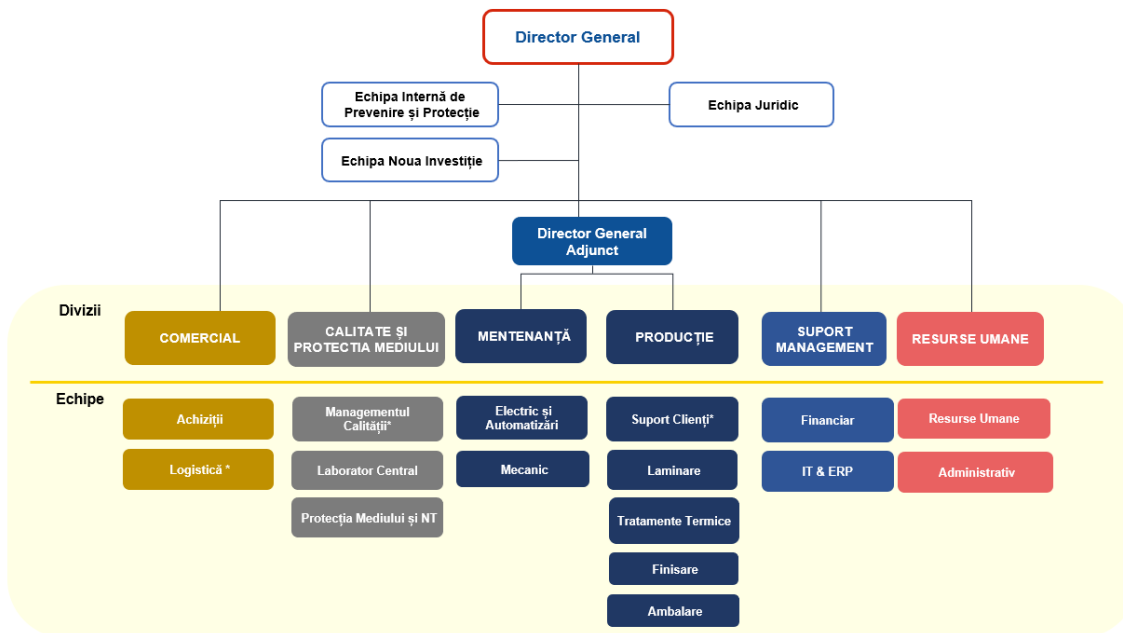 Director General
Echipa Internă de
Prevenire și Protecție
Echipa Juridic
Echipa Noua Investiție
Director General
Adjunct
Divizii
COMERCIAL
CALITATE ȘI
PROTECTIA MEDIULUI
MENTENANȚĂ
PRODUCȚIE
SUPORT
MANAGEMENT
RESURSE UMANE
Echipe
Achiziții
Managementul
Calității*
Electric și
Automatizări
Suport Clienți*
Financiar
Resurse Umane
Logistică *
Laborator Central
Mecanic
Laminare
IT & ERP
Administrativ
Protecția Mediului și NT
Tratamente Termice
Finisare
Ambalare